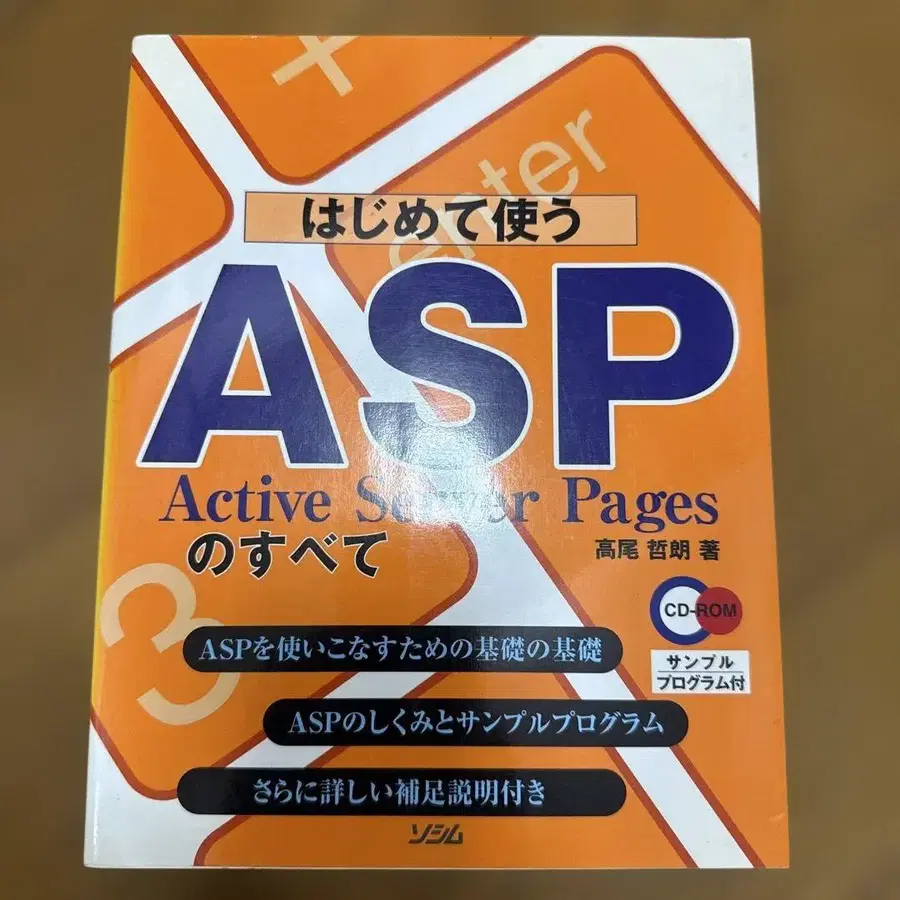 +
enter
はじめて使う
ASP
Active Server Pages
のすべて
高尾 哲朗 著
3
CD-ROM
サンプル
プログラム付
ASPを使いこなすための基礎の基礎
ASPのしくみとサンプルプログラム
さらに詳しい補足説明付き
ソシム